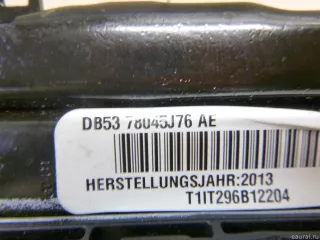 DB53 78045J76 AE
HERSTELLUNGSJAHR:2013
T1IT296B12204